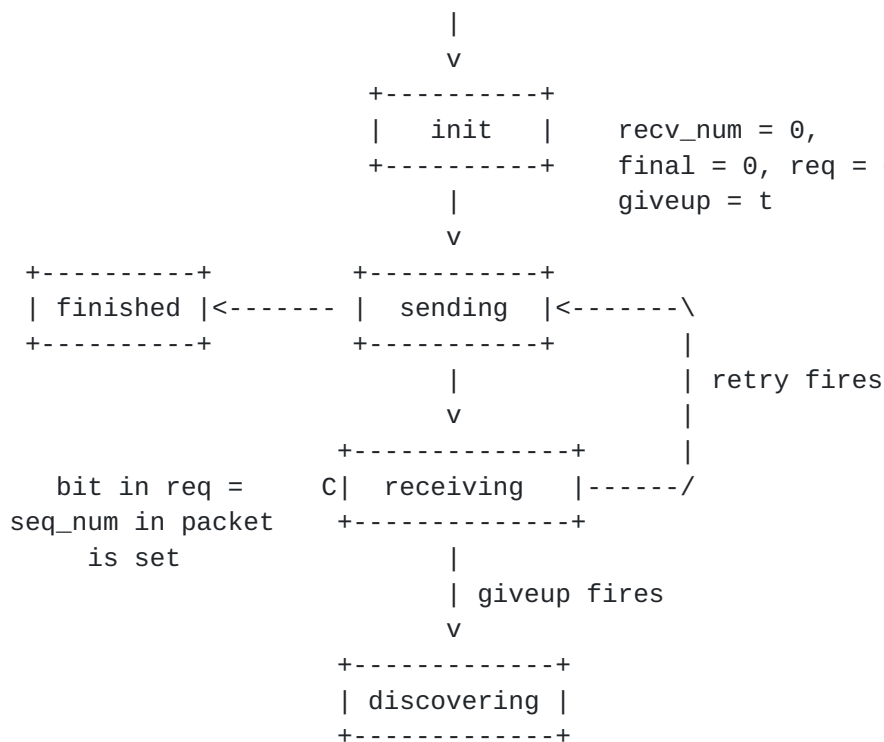 |
v
+----------+
|   init   |    recv_num = 0,
+----------+    final = 0, req =
|         giveup = t
v
+----------+        +-----------+
| finished |<------- |  sending  |<-------\
+----------+        +-----------+        |
|             | retry fires
v             |
+--------------+      |
bit in req =     C|  receiving   |------/
seq_num in packet    +--------------+
is set          |
| giveup fires
v
+-------------+
| discovering |
+-------------+